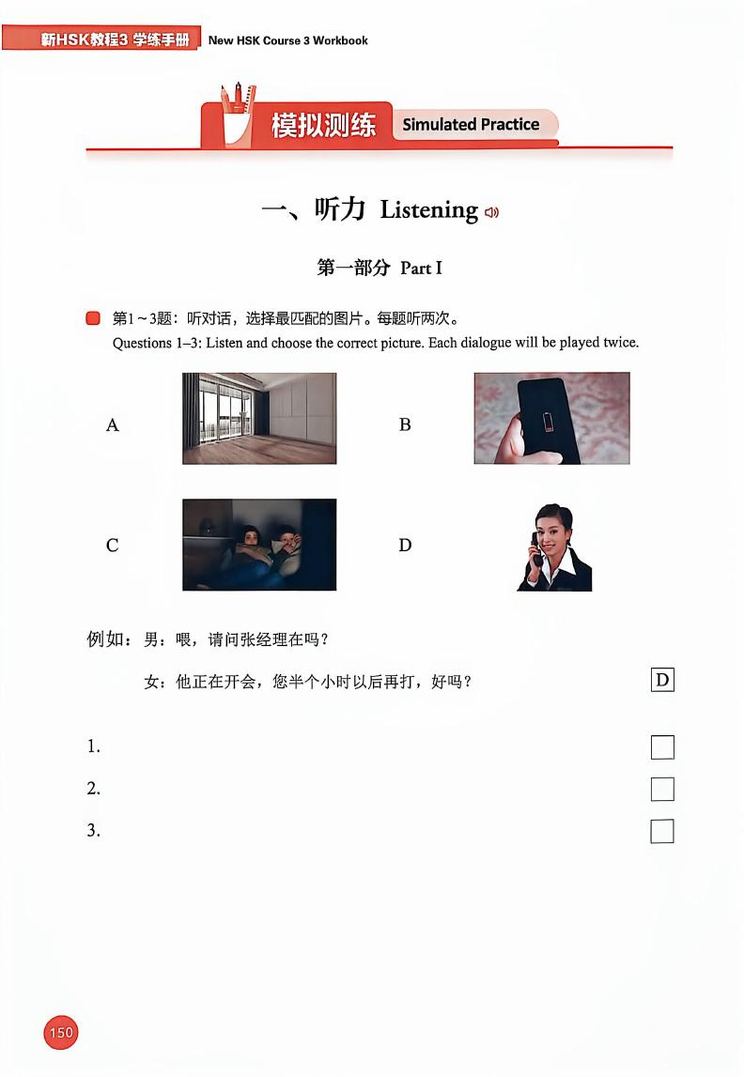 新HSK教程3 学练手册 New HSK Course 3 Workbook
模拟测练 Simulated Practice
一、听力 Listening
第一部分 Part I
第1~3题：听对话，选择最匹配的图片。每题听两次。
Questions 1–3: Listen and choose the correct picture. Each dialogue will be played twice.
A
B
C
D
例如：男：喂，请问张经理在吗？
女：他正在开会，您半个小时以后再打，好吗？ D
1.
2.
3.
150